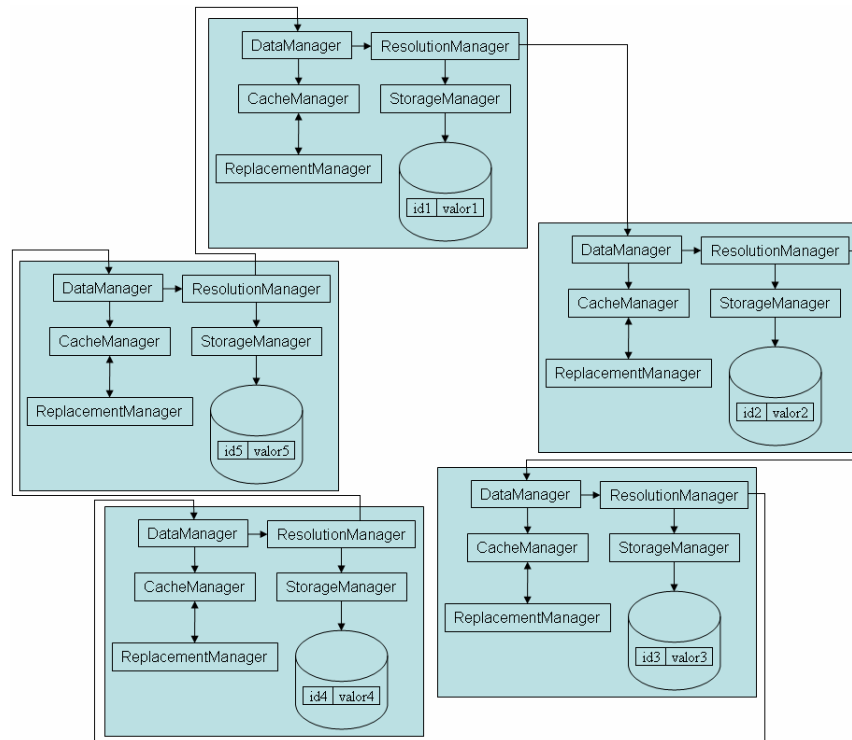 DataManager ResolutionManager
CacheManager StorageManager
ReplacementManager
id1 valor1
DataManager ResolutionManager
CacheManager StorageManager
ReplacementManager
id2 valor2
DataManager ResolutionManager
CacheManager StorageManager
ReplacementManager
id5 valor5
DataManager ResolutionManager
CacheManager StorageManager
ReplacementManager
id3 valor3
DataManager ResolutionManager
CacheManager StorageManager
ReplacementManager
id4 valor4